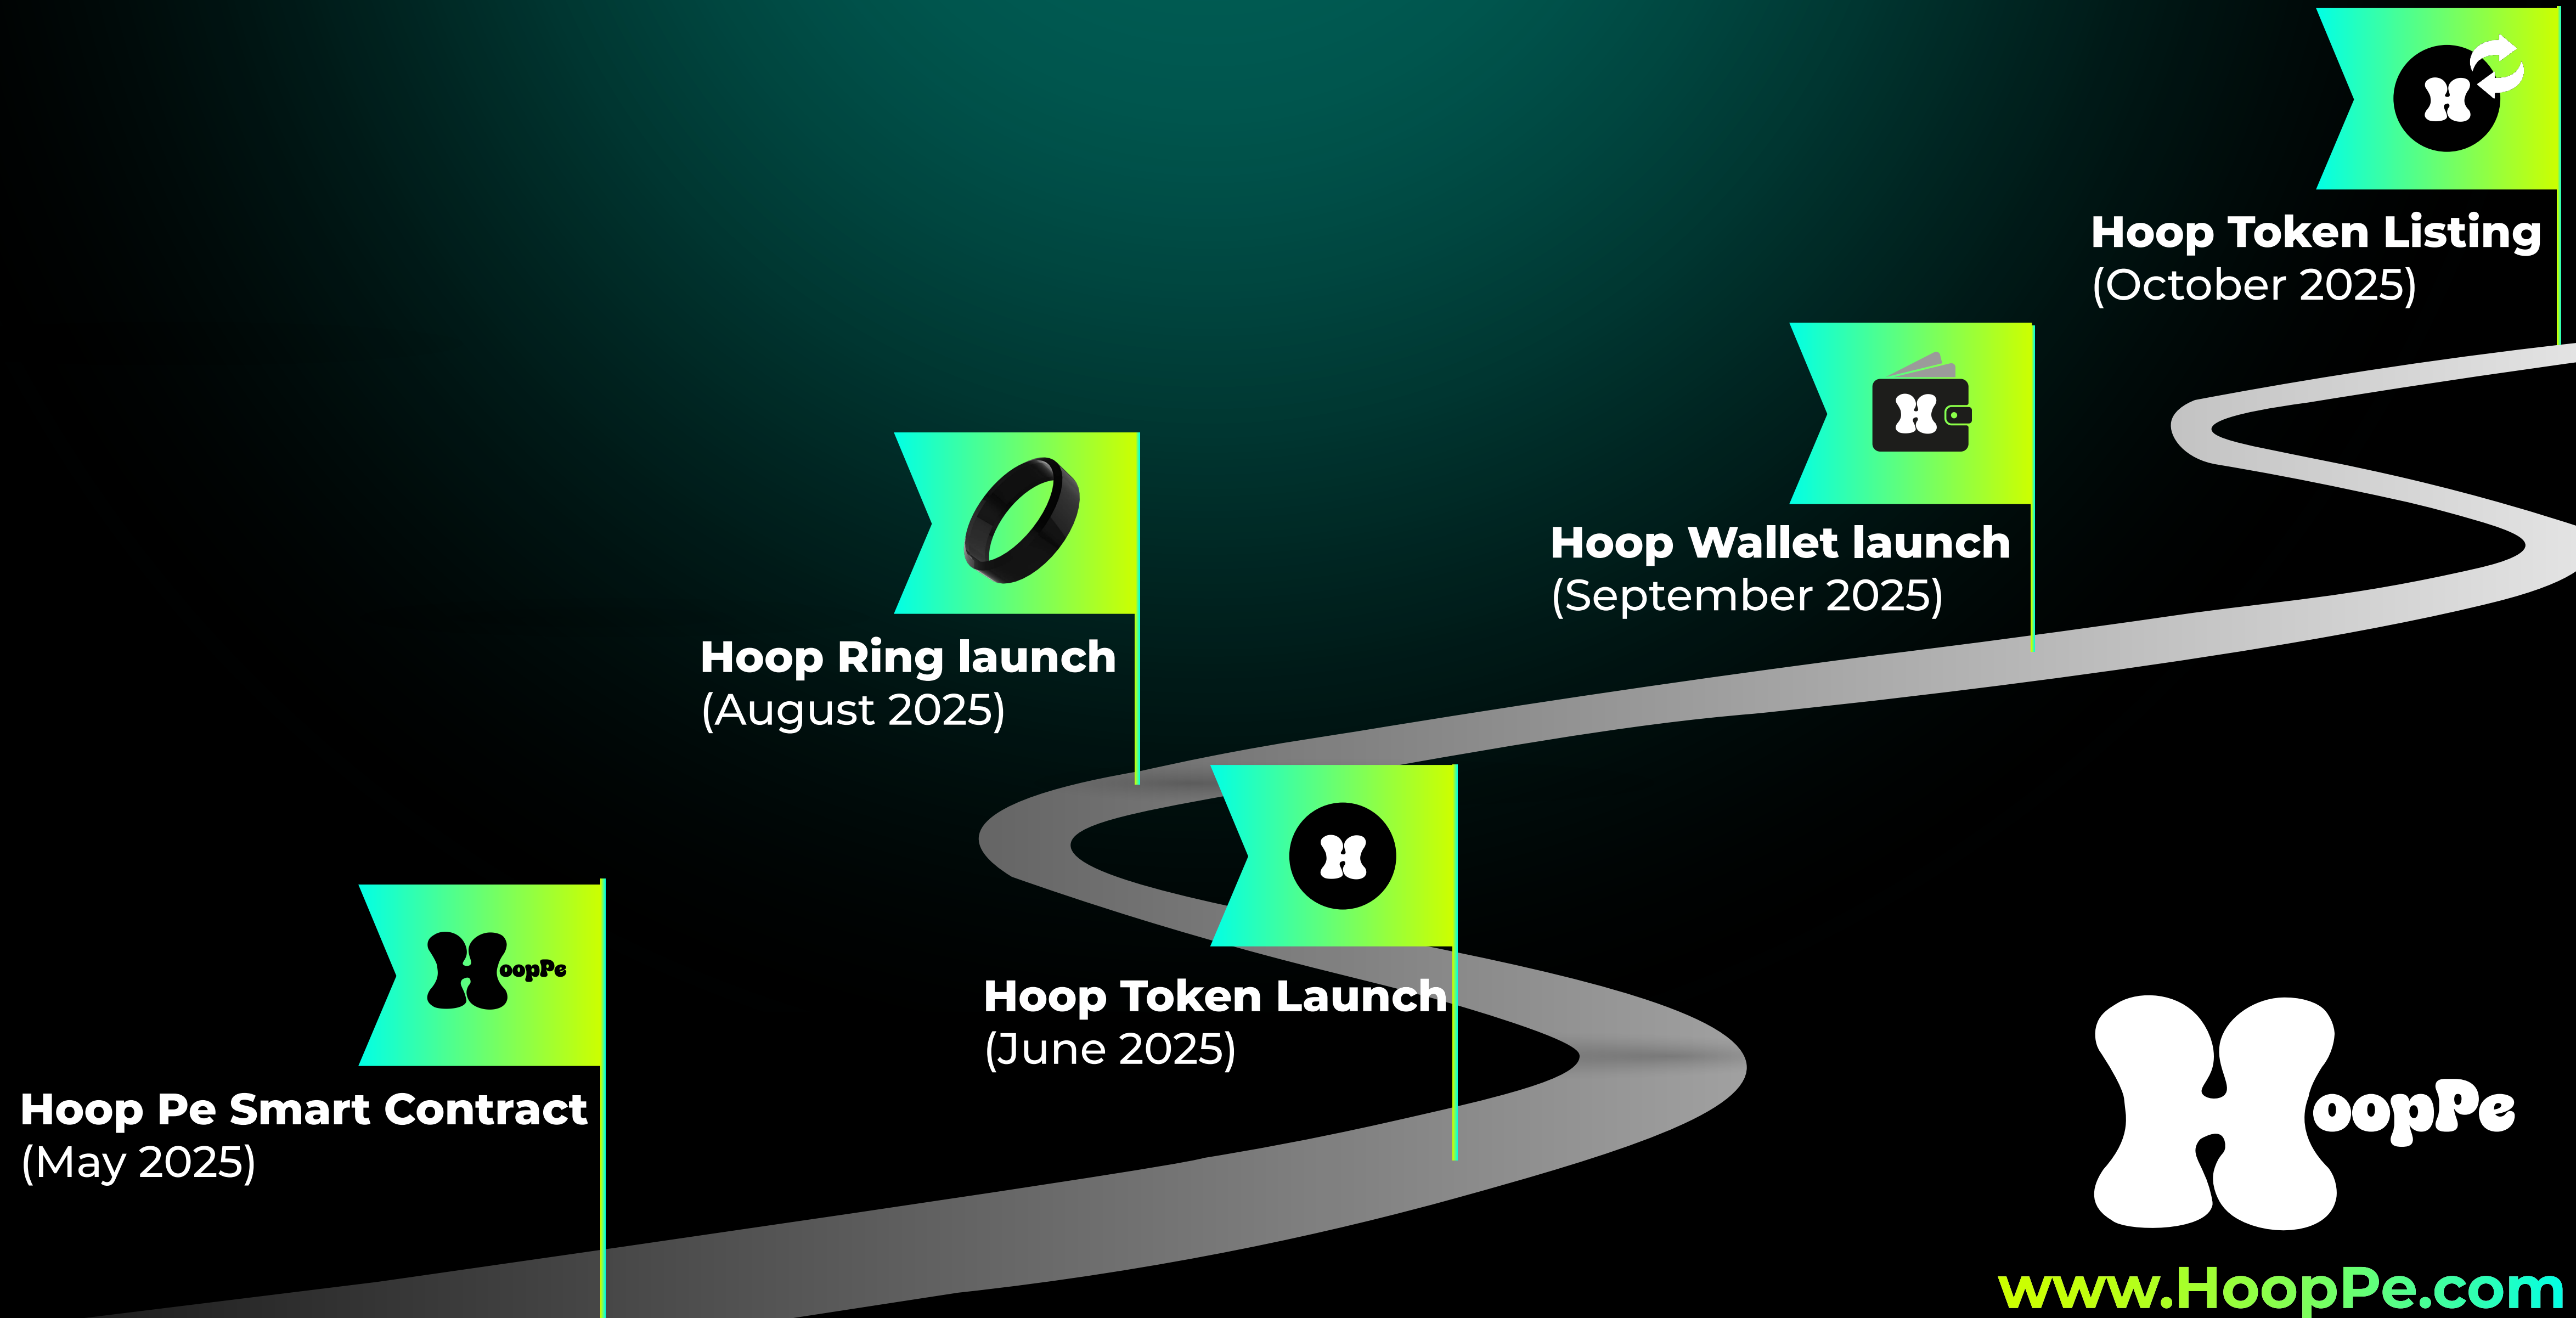 Hoop Token Listing
(October 2025)
Hoop Wallet launch
(September 2025)
Hoop Ring launch
(August 2025)
H
Hoop Token Launch
(June 2025)
HoopPe
Hoop Pe Smart Contract
(May 2025)
H
H
HoopPe
www.HoopPe.com